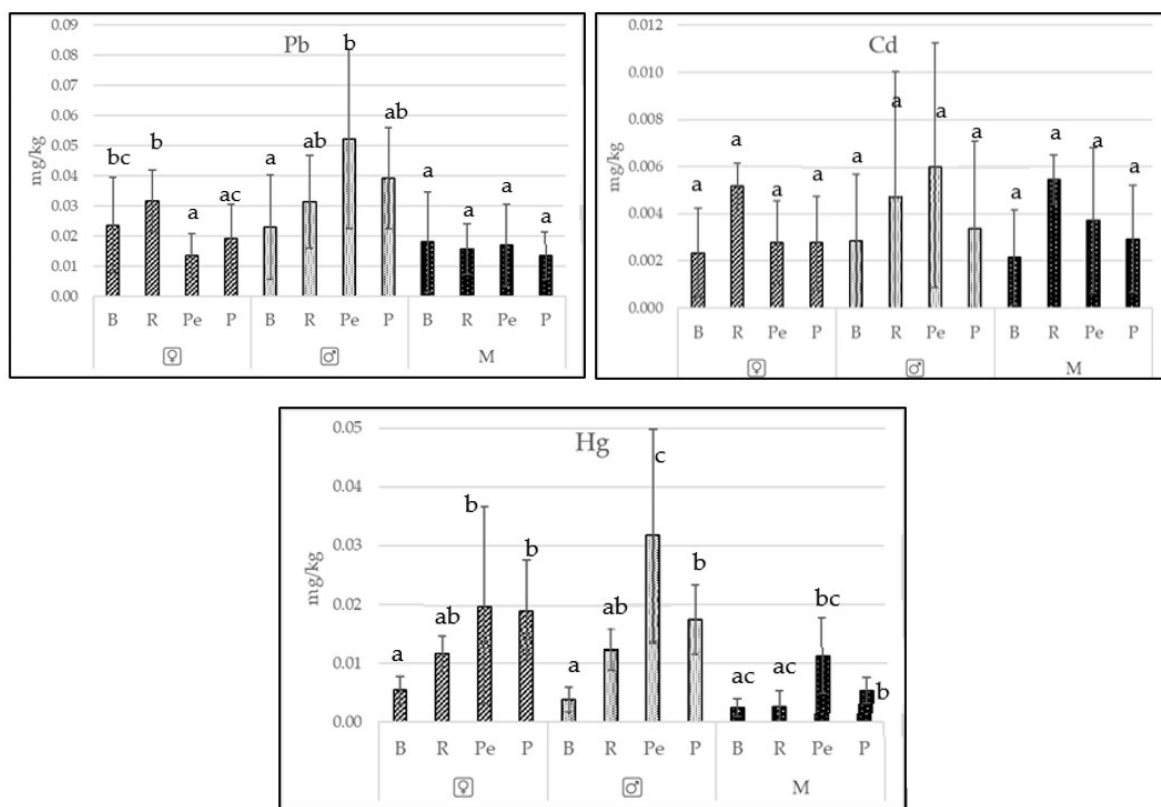 Pb
mg/kg
0.09
0.08
0.07
0.06
0.05
0.04
0.03
0.02
0.01
0.00
bc b a ac a ab b ab a a a a
B R Pe P B R Pe P B R Pe P
♀ ♂ M
Cd
mg/kg
0.012
0.010
0.008
0.006
0.004
0.002
0.000
a a a a a a a a a a a a
B R Pe P B R Pe P B R Pe P
♀ ♂ M
Hg
mg/kg
0.05
0.04
0.03
0.02
0.01
0.00
a ab b b a ab c b ac ac bc b
B R Pe P B R Pe P B R Pe P
♀ ♂ M